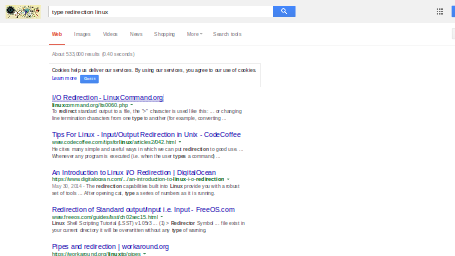 type redirection linux
Web Images Videos News Shopping More Search tools
About 533,000 results (0.40 seconds)
Cookies help us deliver our services. By using our services, you agree to our use of cookies.
Learn more
I/O Redirection - LinuxCommand.org
linuxcommand.org/lts0060.php
To redirect standard output to a file, the ">" character is used like this: ... or changing
line termination characters from one type to another (for example, converting ...
Tips For Linux - Input/Output Redirection in Unix - CodeCoffee
www.codecoffee.com/tipsforlinux/articles2/042.html
He cites many simple and useful ways in which we can put redirection to good use. ...
Whenever any program is executed (i.e. when the user types a command) ...
An Introduction to Linux I/O Redirection | DigitalOcean
https://www.digitalocean.com/.../an-introduction-to-linux-i-o-redirection
May 30, 2014 - The redirection capabilities built into Linux provide you with a robust
set of tools ... After opening cat, type a series of numbers as it is running.
Redirection of Standard output/input i.e. Input - FreeOS.com
www.freeos.com/guides/lsst/ch02sec15.html
Linux Shell Scripting Tutorial (LSST) v1.05r3 ... (1) > Redirector Symbol ... file exist in
your current directory it will be overwritten without any type of warning.
Pipes and redirection | workaround.org
https://workaround.org/linuxtip/pipes